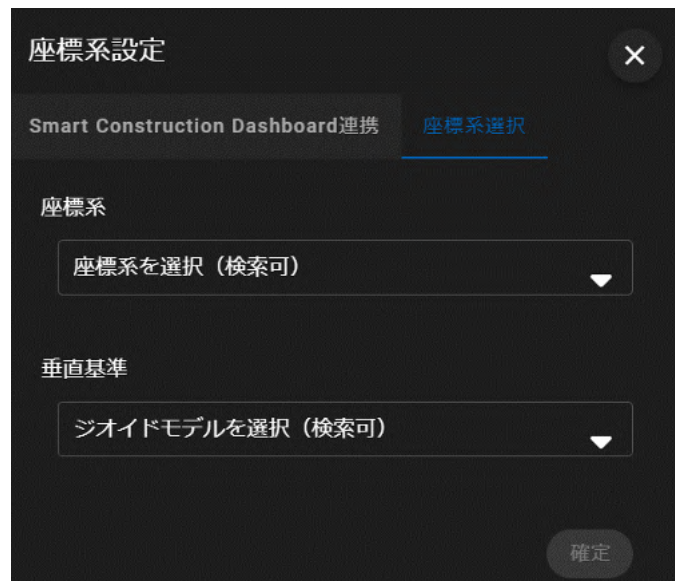 座標系設定
Smart Construction Dashboard連携
座標系選択
座標系
座標系を選択（検索可）
垂直基準
ジオイドモデルを選択（検索可）
確定